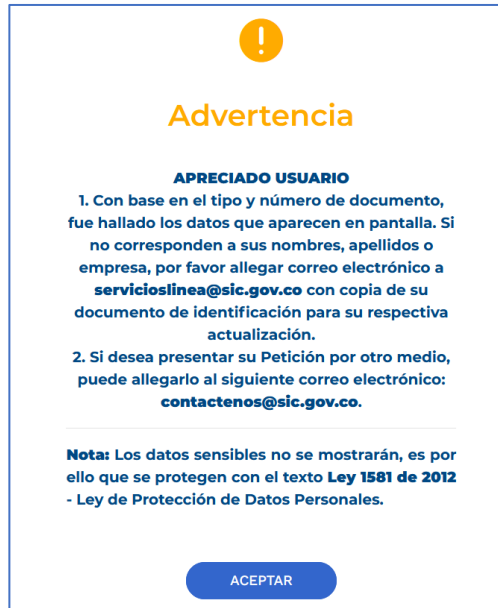 !
Advertencia
APRECIADO USUARIO
1. Con base en el tipo y número de documento,
fue hallado los datos que aparecen en pantalla. Si
no corresponden a sus nombres, apellidos o
empresa, por favor allegar correo electrónico a
servicioslinea@sic.gov.co con copia de su
documento de identificación para su respectiva
actualización.
2. Si desea presentar su Petición por otro medio,
puede allegarlo al siguiente correo electrónico:
contactenos@sic.gov.co.
Nota: Los datos sensibles no se mostrarán, es por
ello que se protegen con el texto Ley 1581 de 2012
- Ley de Protección de Datos Personales.
ACEPTAR